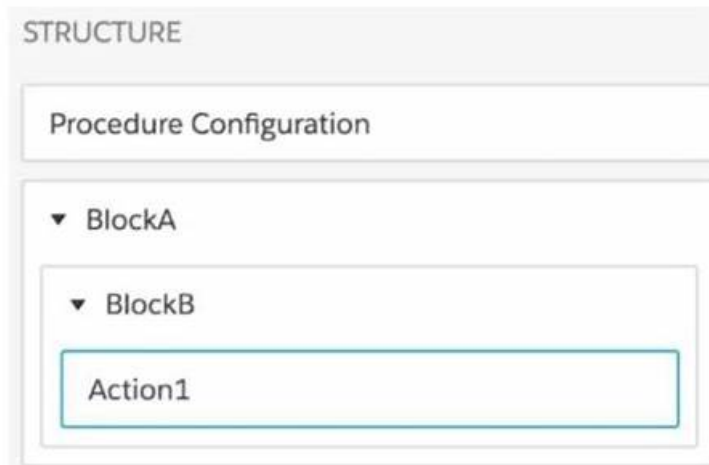 STRUCTURE
Procedure Configuration
BlockA
BlockB
Action1